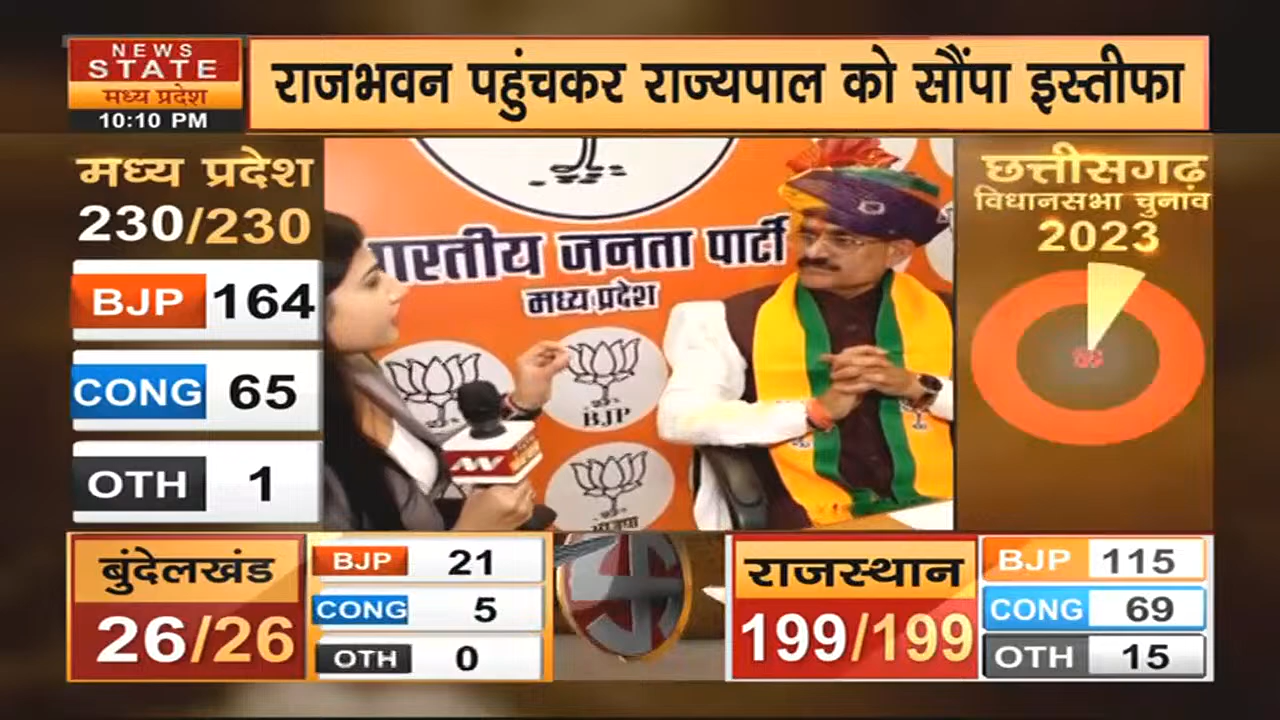 NEWS
STATE
मध्य प्रदेश
10:10 PM
राजभवन पहुंचकर राज्यपाल को सौंपा इस्तीफा
मध्य प्रदेश
230/230
BJP 164
CONG 65
OTH 1
भारतीय जनता पार्टी
मध्य प्रदेश
BJP
भाजपा
छत्तीसगढ़
विधानसभा चुनाव
2023
बुंदेलखंड
26/26
BJP 21
CONG 5
OTH 0
राजस्थान
199/199
BJP 115
CONG 69
OTH 15